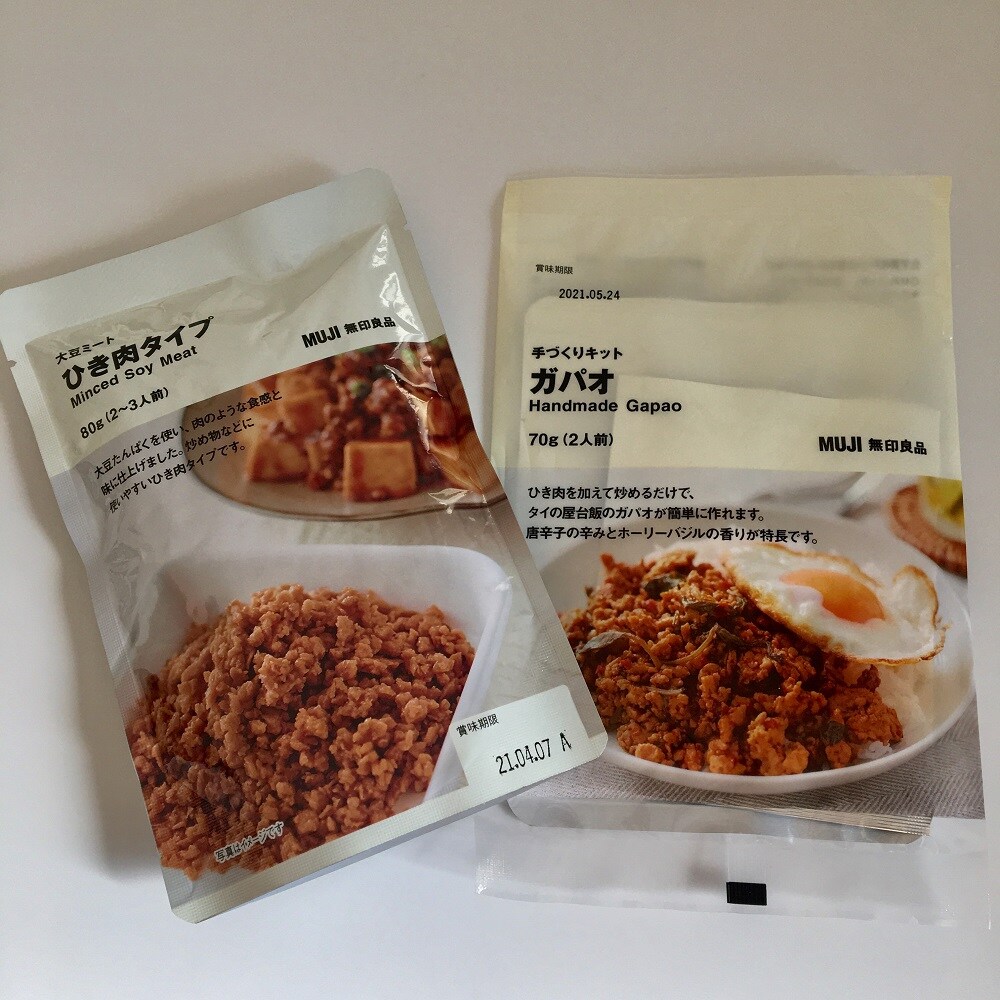 大豆ミート
ひき肉タイプ
Minced Soy Meat
80g(2～3人前)
MUJI 無印良品
大豆たんぱくを使い、肉のような食感と
味に仕上げました。炒め物などに
使いやすいひき肉タイプです。
賞味期限
21.04.07 A
写真はイメージです
賞味期限
2021.05.24
手づくりキット
ガパオ
Handmade Gapao
70g(2人前)
MUJI 無印良品
ひき肉を加えて炒めるだけで、
タイの屋台飯のガパオが簡単に作れます。
唐辛子の辛みとホーリーバジルの香りが特長です。